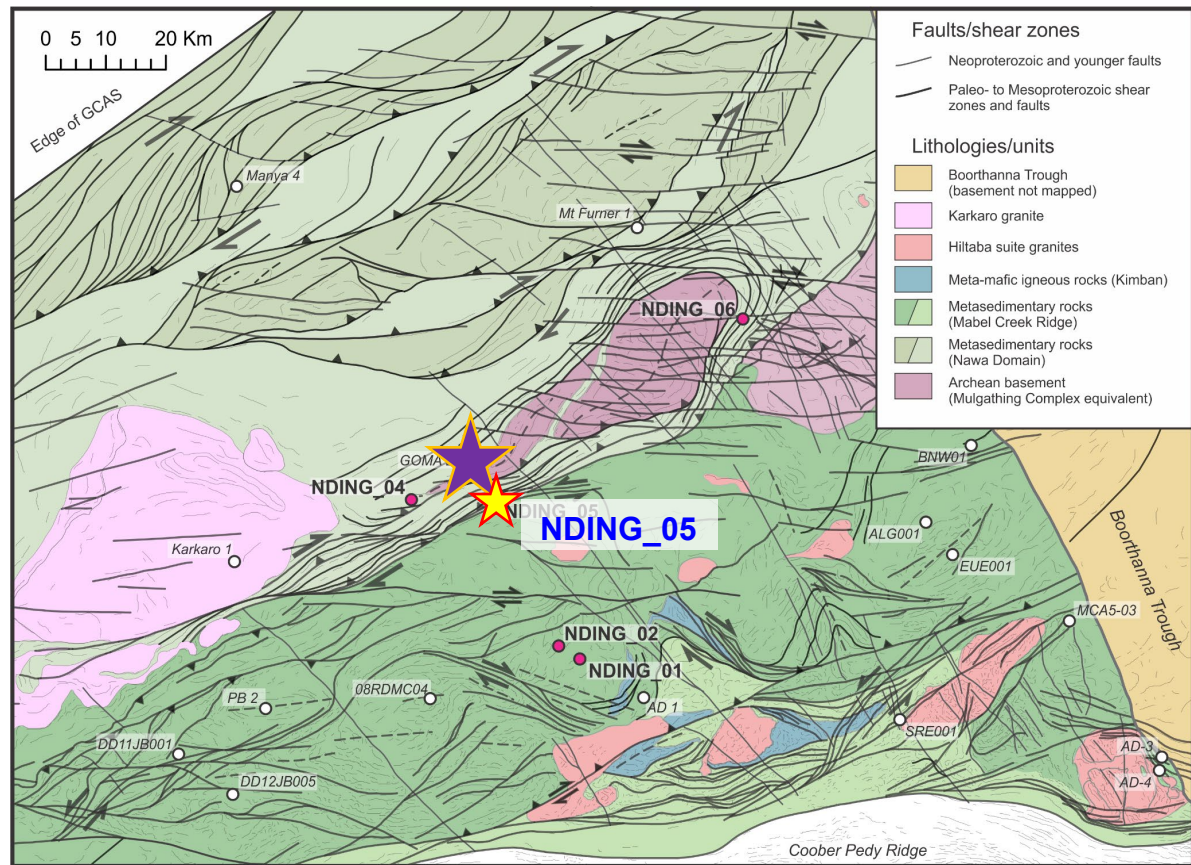 0 5 10 20 Km
Edge of GCAS
Manya 4
Mt Furner 1
NDING_06
GOMA
NDING_04
NDING_05
NDING_05
Karkaro 1
BNW01
ALG001
EUE001
Boorthanna Trough
MCA5-03
NDING_02
NDING_01
PB 2
08RDMC04
AD 1
SRE001
DD11JB001
DD12JB005
AD-3
AD-4
Coober Pedy Ridge
Faults/shear zones
Neoproterozoic and younger faults
Paleo- to Mesoproterozoic shear
zones and faults
Lithologies/units
Boorthanna Trough
(basement not mapped)
Karkaro granite
Hiltaba suite granites
Meta-mafic igneous rocks (Kimban)
Metasedimentary rocks
(Mabel Creek Ridge)
Metasedimentary rocks
(Nawa Domain)
Archean basement
(Mulgathing Complex equivalent)